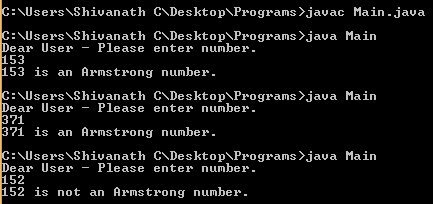 C:\Users\Shivanath C\Desktop\Programs>javac Main.java
C:\Users\Shivanath C\Desktop\Programs>java Main
Dear User - Please enter number.
153
153 is an Armstrong number.
C:\Users\Shivanath C\Desktop\Programs>java Main
Dear User - Please enter number.
371
371 is an Armstrong number.
C:\Users\Shivanath C\Desktop\Programs>java Main
Dear User - Please enter number.
152
152 is not an Armstrong number.